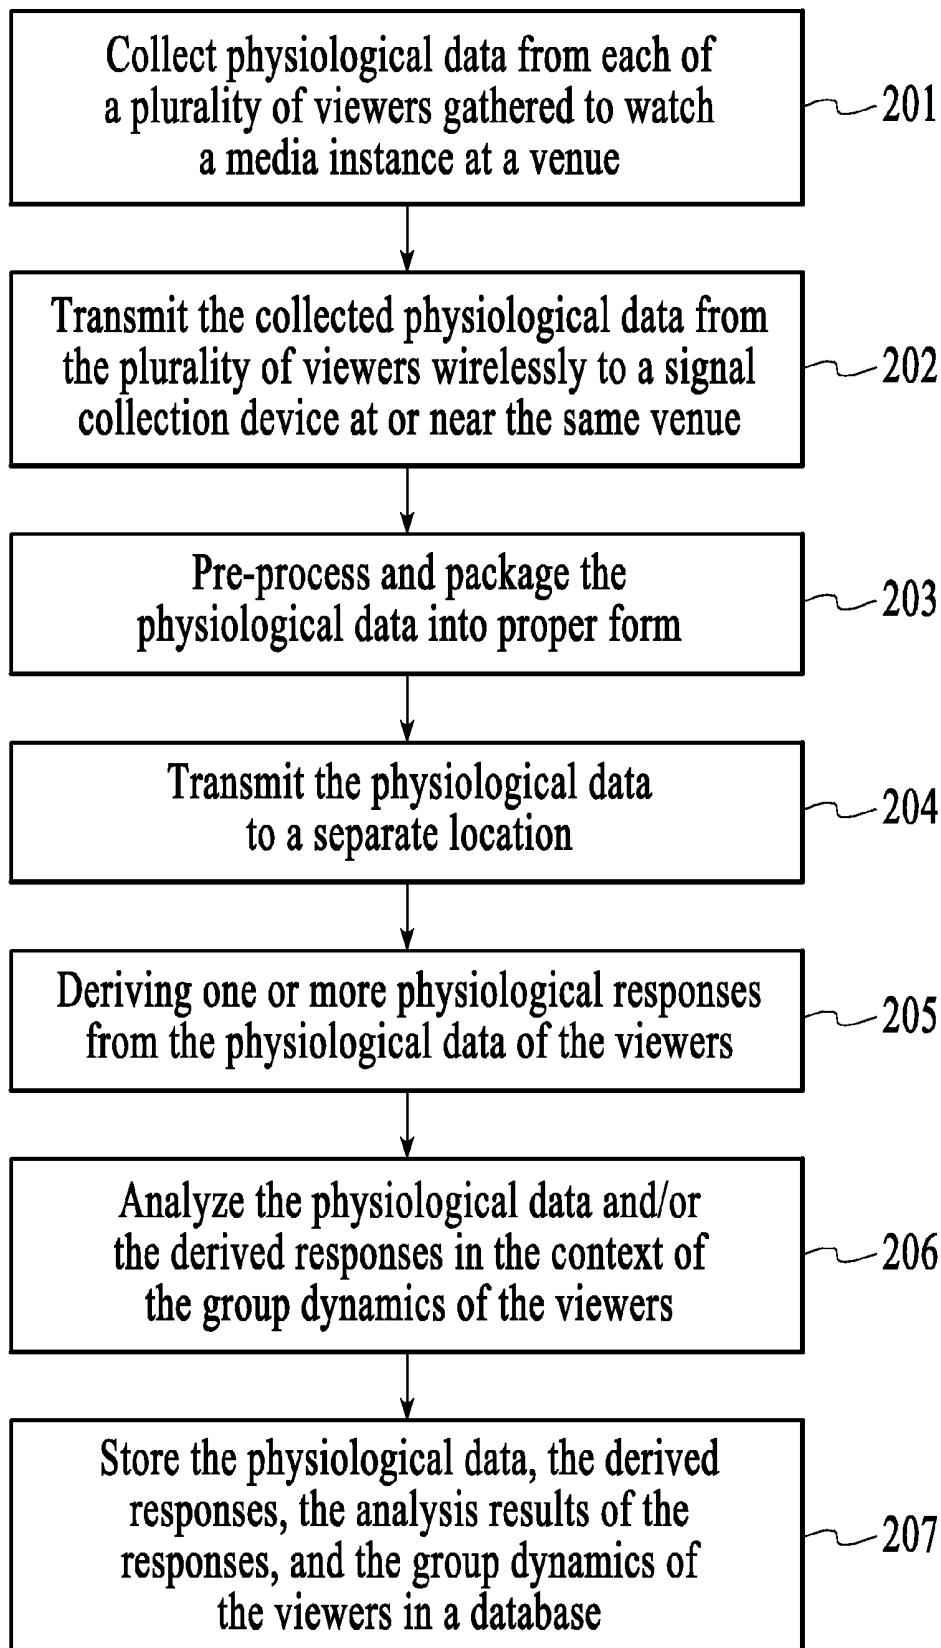 Collect physiological data from each of
a plurality of viewers gathered to watch
a media instance at a venue
201
Transmit the collected physiological data from
the plurality of viewers wirelessly to a signal
collection device at or near the same venue
202
Pre-process and package the
physiological data into proper form
203
Transmit the physiological data
to a separate location
204
Deriving one or more physiological responses
from the physiological data of the viewers
205
Analyze the physiological data and/or
the derived responses in the context of
the group dynamics of the viewers
206
Store the physiological data, the derived
responses, the analysis results of the
responses, and the group dynamics of
the viewers in a database
207